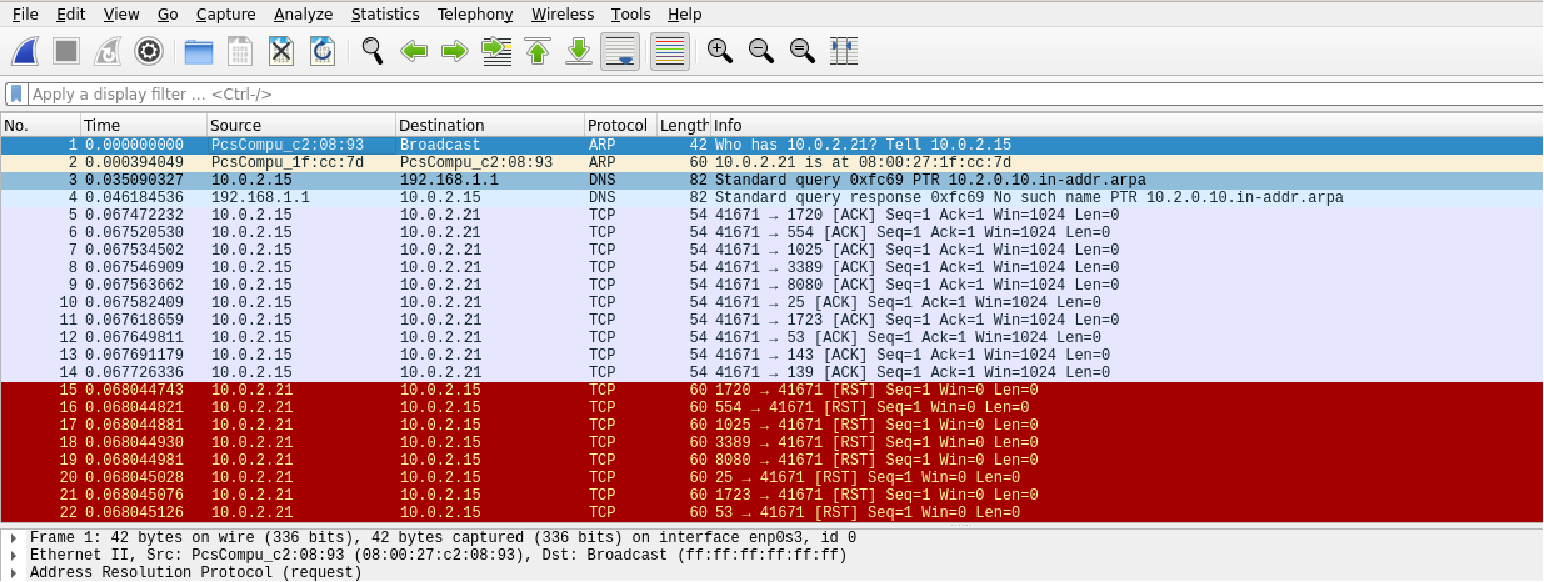 File Edit View Go Capture Analyze Statistics Telephony Wireless Tools Help
Apply a display filter ... <Ctrl-/>
No. Time Source Destination Protocol Length Info
1 0.000000000 PcsCompu_c2:08:93 Broadcast ARP 42 Who has 10.0.2.21? Tell 10.0.2.15
2 0.000394049 PcsCompu_1f:cc:7d PcsCompu_c2:08:93 ARP 60 10.0.2.21 is at 08:00:27:1f:cc:7d
3 0.035090327 10.0.2.15 192.168.1.1 DNS 82 Standard query 0xfc69 PTR 10.2.0.10.in-addr.arpa
4 0.046184536 192.168.1.1 10.0.2.15 DNS 82 Standard query response 0xfc69 No such name PTR 10.2.0.10.in-addr.arpa
5 0.067472232 10.0.2.15 10.0.2.21 TCP 54 41671 → 1720 [ACK] Seq=1 Ack=1 Win=1024 Len=0
6 0.067520530 10.0.2.15 10.0.2.21 TCP 54 41671 → 554 [ACK] Seq=1 Ack=1 Win=1024 Len=0
7 0.067534502 10.0.2.15 10.0.2.21 TCP 54 41671 → 1025 [ACK] Seq=1 Ack=1 Win=1024 Len=0
8 0.067546909 10.0.2.15 10.0.2.21 TCP 54 41671 → 3389 [ACK] Seq=1 Ack=1 Win=1024 Len=0
9 0.067563662 10.0.2.15 10.0.2.21 TCP 54 41671 → 8080 [ACK] Seq=1 Ack=1 Win=1024 Len=0
10 0.067582409 10.0.2.15 10.0.2.21 TCP 54 41671 → 25 [ACK] Seq=1 Ack=1 Win=1024 Len=0
11 0.067618659 10.0.2.15 10.0.2.21 TCP 54 41671 → 1723 [ACK] Seq=1 Ack=1 Win=1024 Len=0
12 0.067649811 10.0.2.15 10.0.2.21 TCP 54 41671 → 53 [ACK] Seq=1 Ack=1 Win=1024 Len=0
13 0.067691179 10.0.2.15 10.0.2.21 TCP 54 41671 → 143 [ACK] Seq=1 Ack=1 Win=1024 Len=0
14 0.067726336 10.0.2.15 10.0.2.21 TCP 54 41671 → 139 [ACK] Seq=1 Ack=1 Win=1024 Len=0
15 0.068044743 10.0.2.21 10.0.2.15 TCP 60 1720 → 41671 [RST] Seq=1 Win=0 Len=0
16 0.068044821 10.0.2.21 10.0.2.15 TCP 60 554 → 41671 [RST] Seq=1 Win=0 Len=0
17 0.068044881 10.0.2.21 10.0.2.15 TCP 60 1025 → 41671 [RST] Seq=1 Win=0 Len=0
18 0.068044930 10.0.2.21 10.0.2.15 TCP 60 3389 → 41671 [RST] Seq=1 Win=0 Len=0
19 0.068044981 10.0.2.21 10.0.2.15 TCP 60 8080 → 41671 [RST] Seq=1 Win=0 Len=0
20 0.068045028 10.0.2.21 10.0.2.15 TCP 60 25 → 41671 [RST] Seq=1 Win=0 Len=0
21 0.068045076 10.0.2.21 10.0.2.15 TCP 60 1723 → 41671 [RST] Seq=1 Win=0 Len=0
22 0.068045126 10.0.2.21 10.0.2.15 TCP 60 53 → 41671 [RST] Seq=1 Win=0 Len=0
Frame 1: 42 bytes on wire (336 bits), 42 bytes captured (336 bits) on interface enp0s3, id 0
Ethernet II, Src: PcsCompu_c2:08:93 (08:00:27:c2:08:93), Dst: Broadcast (ff:ff:ff:ff:ff:ff)
Address Resolution Protocol (request)